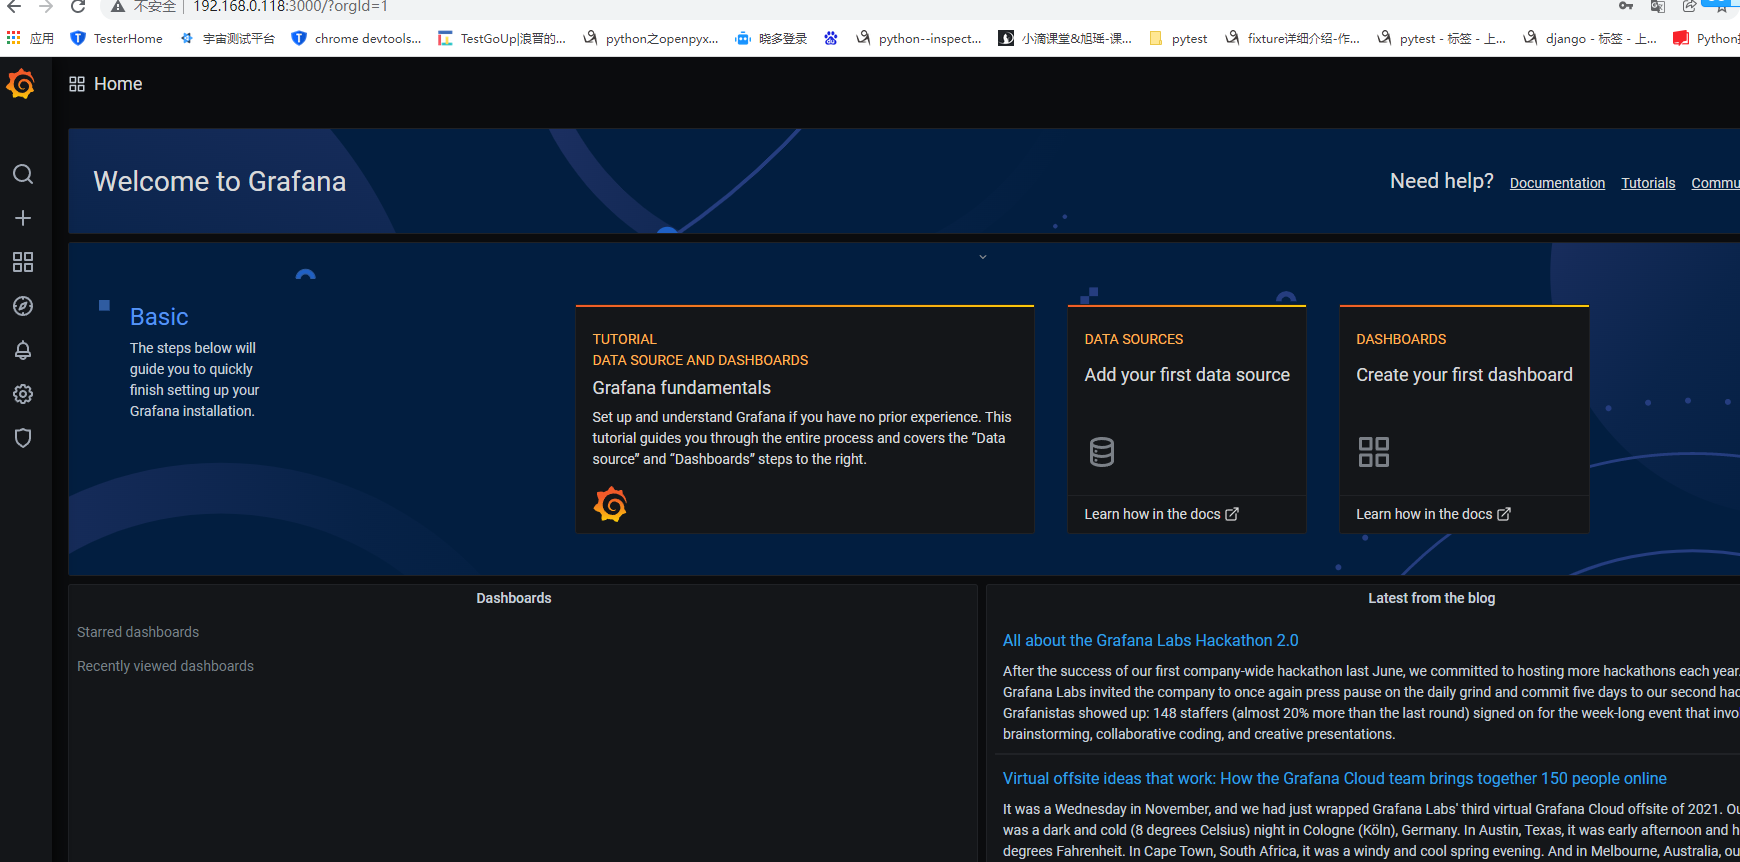 不安全 192.168.0.118:3000/?orgId=1
应用 TesterHome 宇宙测试平台 chrome devtools... TestGoUp|浪晋的... python之openpyx... 晓多登录 python--inspect... 小滴课堂&旭瑶-课... pytest fixture详细介绍-作... pytest - 标签 - 上... django - 标签 - 上... Python
Home
Welcome to Grafana
Need help? Documentation Tutorials Commu
Basic
The steps below will
guide you to quickly
finish setting up your
Grafana installation.
TUTORIAL
DATA SOURCE AND DASHBOARDS
Grafana fundamentals
Set up and understand Grafana if you have no prior experience. This
tutorial guides you through the entire process and covers the “Data
source” and “Dashboards” steps to the right.
DATA SOURCES
Add your first data source
Learn how in the docs
DASHBOARDS
Create your first dashboard
Learn how in the docs
Dashboards
Starred dashboards
Recently viewed dashboards
Latest from the blog
All about the Grafana Labs Hackathon 2.0
After the success of our first company-wide hackathon last June, we committed to hosting more hackathons each year.
Grafana Labs invited the company to once again press pause on the daily grind and commit five days to our second hac
Grafanistas showed up: 148 staffers (almost 20% more than the last round) signed on for the week-long event that invo
brainstorming, collaborative coding, and creative presentations.
Virtual offsite ideas that work: How the Grafana Cloud team brings together 150 people online
It was a Wednesday in November, and we had just wrapped Grafana Labs' third virtual Grafana Cloud offsite of 2021. Ou
was a dark and cold (8 degrees Celsius) night in Cologne (Köln), Germany. In Austin, Texas, it was early afternoon and h
degrees Fahrenheit. In Cape Town, South Africa, it was a windy and cool spring evening. And in Melbourne, Australia, ou